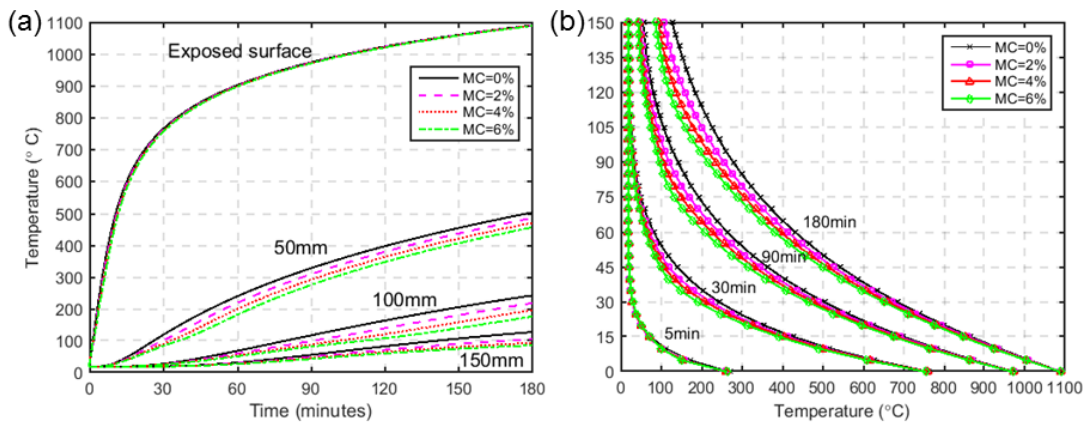 (a)
1100
1000
900
800
700
600
500
400
300
200
100
0
Temperature (° C)
Exposed surface
MC=0%
MC=2%
MC=4%
MC=6%
50mm
100mm
150mm
0 30 60 90 120 150 180
Time (minutes)
(b)
150
135
120
105
90
75
60
45
30
15
0
MC=0%
MC=2%
MC=4%
MC=6%
180min
90min
30min
5min
0 100 200 300 400 500 600 700 800 900 1000 1100
Temperature (°C)